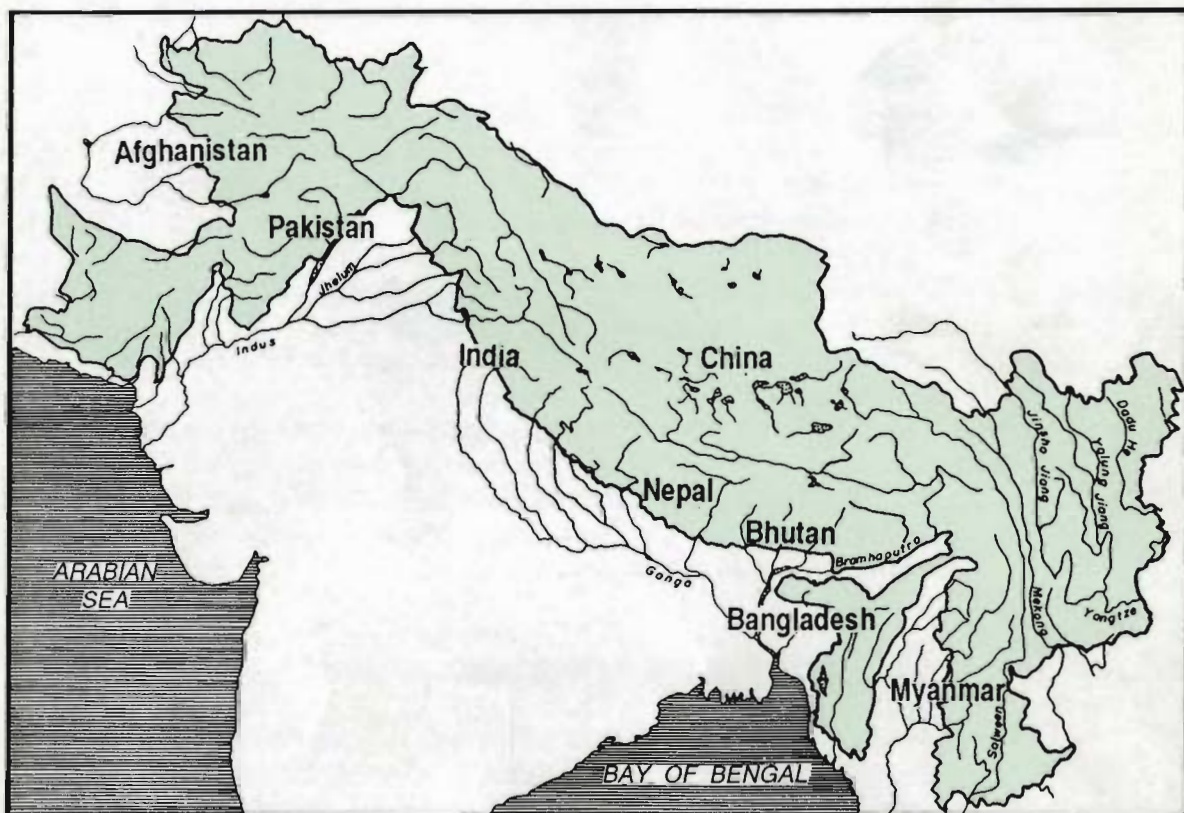 Afghanistan
Pakistan
Jhelum
Indus
India
China
Jinsha Jiang
Yalung Jiang
Dadu He
Nepal
Bhutan
Bramhaputra
Ganga
ARABIAN
SEA
Bangladesh
Mekong
Yangtze
Myanmar
Salween
BAY OF BENGAL